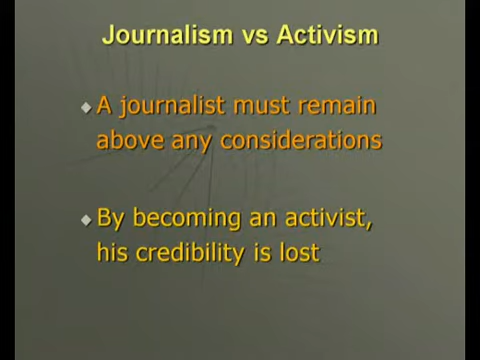 Journalism vs Activism
A journalist must remain
above any considerations
By becoming an activist,
his credibility is lost